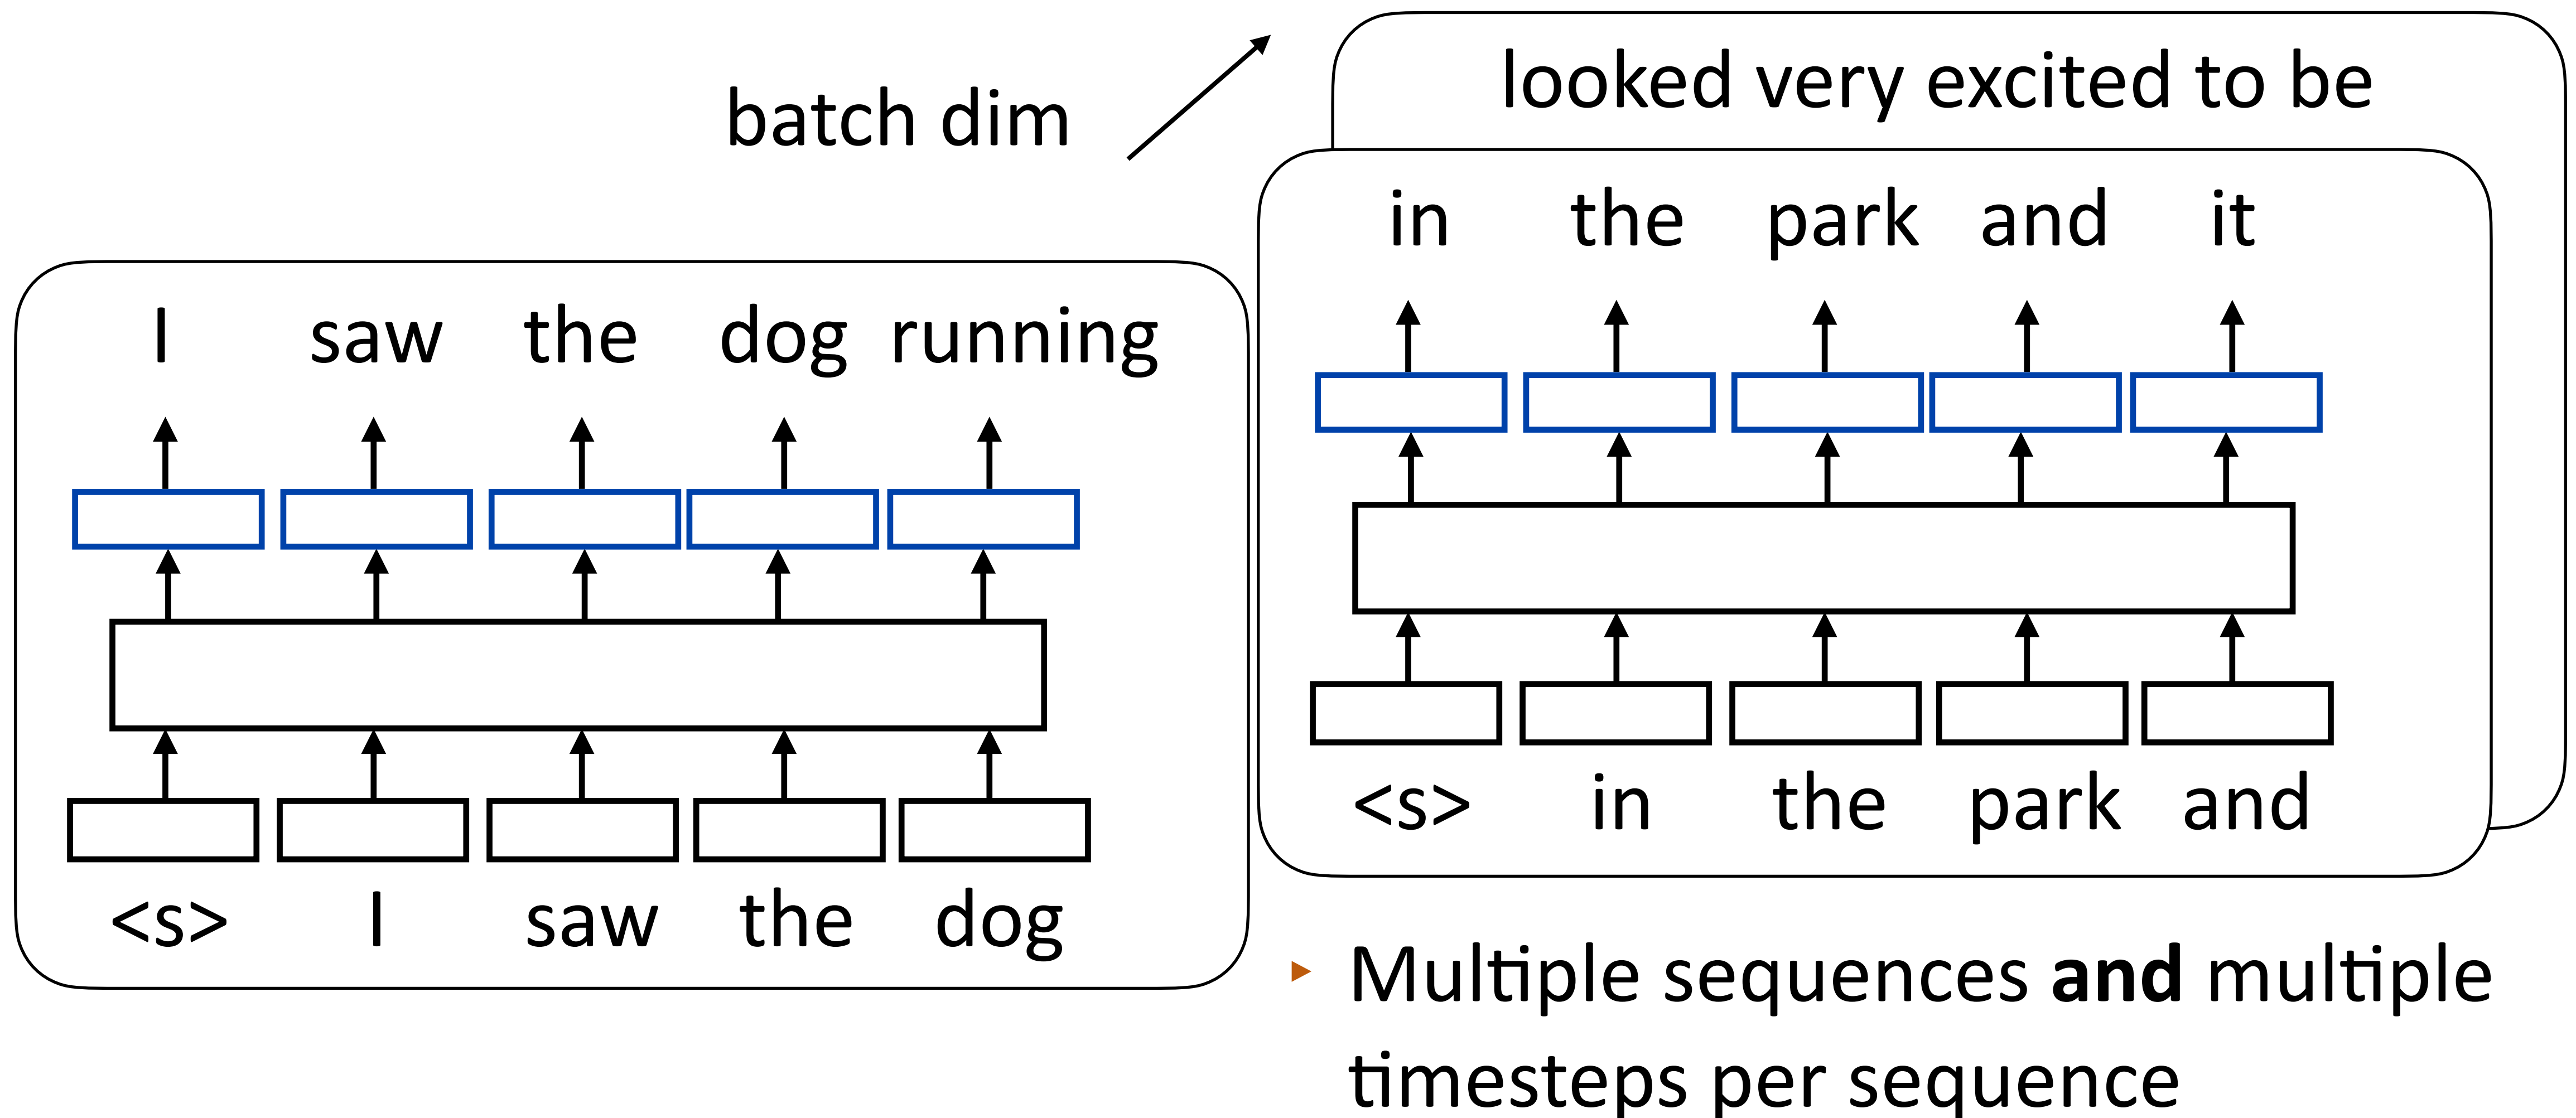 batch dim
looked very excited to be
in the park and it
I saw the dog running
<s> in the park and
<s> I saw the dog
▸ Multiple sequences and multiple
timesteps per sequence